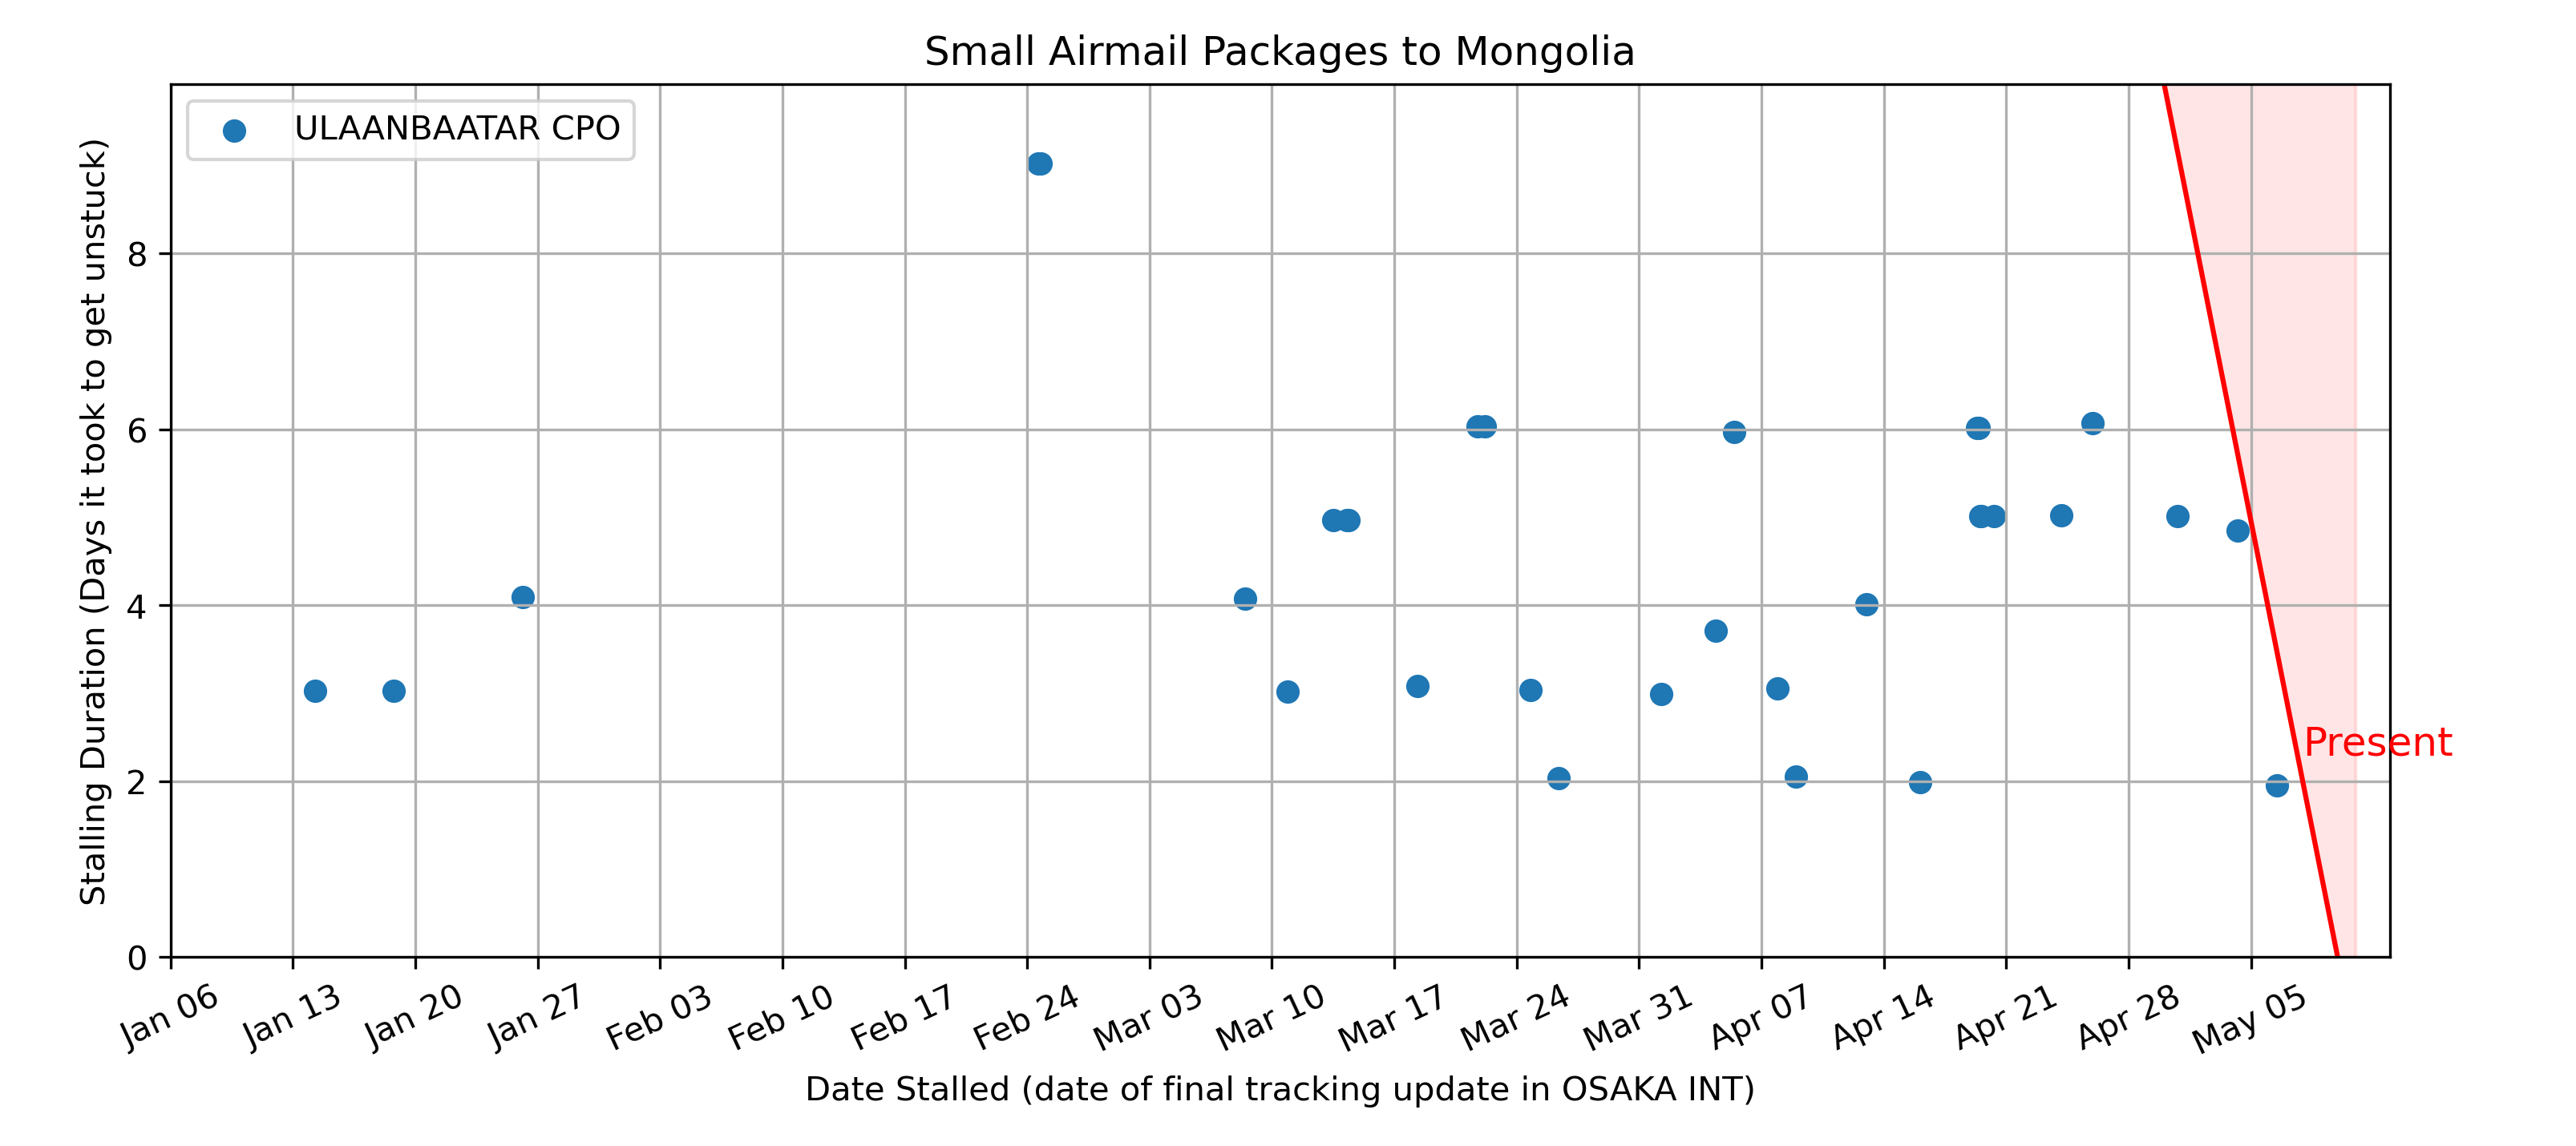 Small Airmail Packages to Mongolia
ULAANBAATAR CPO
Stalling Duration (Days it took to get unstuck)
8
6
4
2
0
Present
Jan 06 Jan 13 Jan 20 Jan 27 Feb 03 Feb 10 Feb 17 Feb 24 Mar 03 Mar 10 Mar 17 Mar 24 Mar 31 Apr 07 Apr 14 Apr 21 Apr 28 May 05
Date Stalled (date of final tracking update in OSAKA INT)